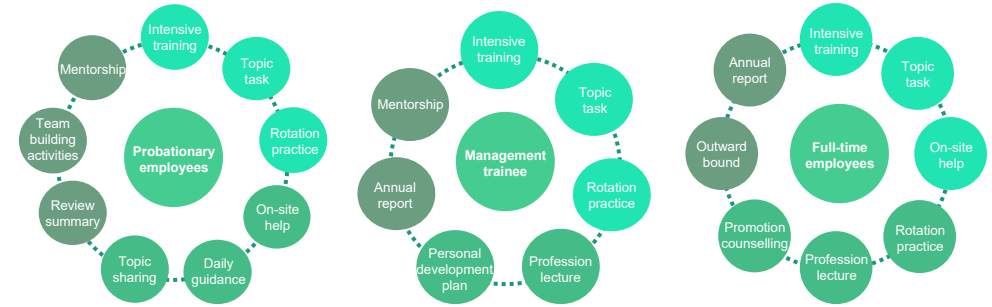 Probationary
employees
Intensive
training
Topic
task
Rotation
practice
On-site
help
Daily
guidance
Topic
sharing
Review
summary
Team
building
activities
Mentorship
Management
trainee
Intensive
training
Topic
task
Rotation
practice
Profession
lecture
Personal
development
plan
Annual
report
Mentorship
Full-time
employees
Intensive
training
Topic
task
On-site
help
Rotation
practice
Profession
lecture
Promotion
counselling
Outward
bound
Annual
report